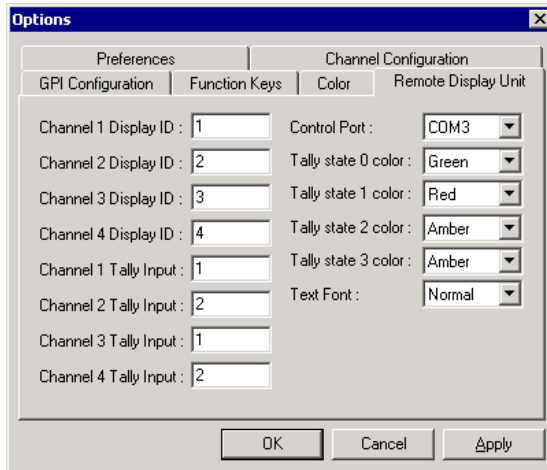 Options
Preferences
Channel Configuration
GPI Configuration
Function Keys
Color
Remote Display Unit
Channel 1 Display ID : 1
Channel 2 Display ID : 2
Channel 3 Display ID : 3
Channel 4 Display ID : 4
Channel 1 Tally Input : 1
Channel 2 Tally Input : 2
Channel 3 Tally Input : 1
Channel 4 Tally Input : 2
Control Port : COM3
Tally state 0 color : Green
Tally state 1 color : Red
Tally state 2 color : Amber
Tally state 3 color : Amber
Text Font : Normal
OK
Cancel
Apply